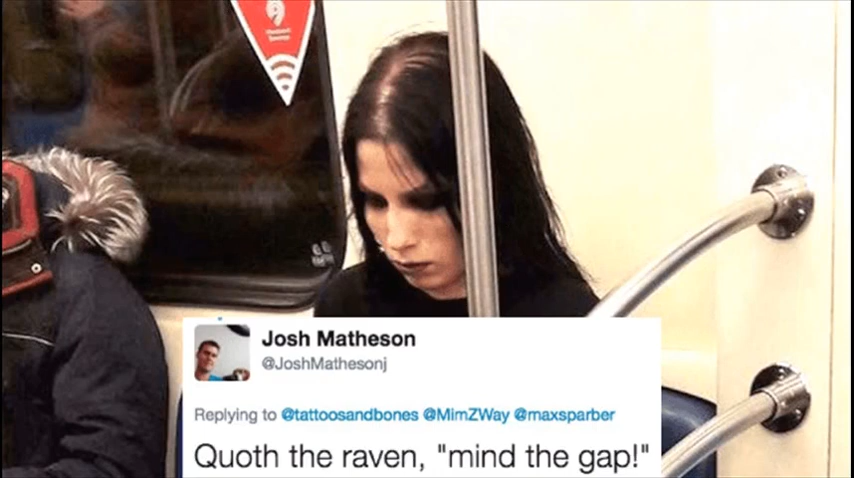 Josh Matheson
@JoshMathesonj
Replying to @tattoosandbones @MimZWay @maxsparber
Quoth the raven, "mind the gap!"